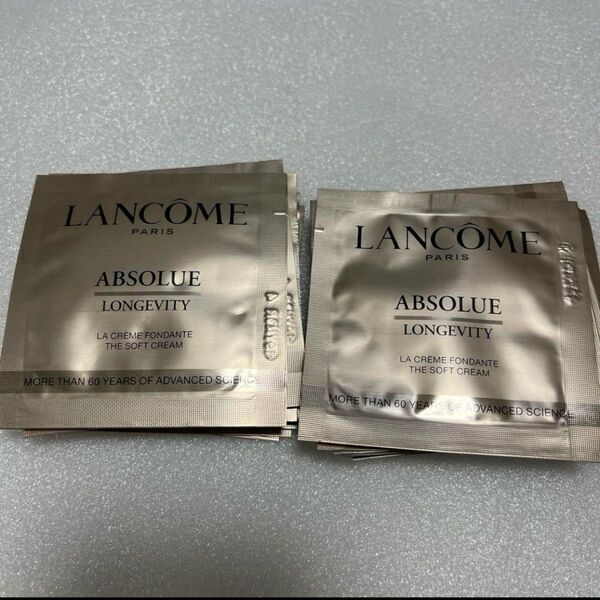 LANCÔME
PARIS
ABSOLUE
LONGEVITY
LA CRÈME FONDANTE
THE SOFT CREAM
MORE THAN 60 YEARS OF ADVANCED SCIENCE
LANCÔME
PARIS
ABSOLUE
LONGEVITY
LA CRÈME FONDANTE
THE SOFT CREAM
MORE THAN 60 YEARS OF ADVANCED SCIENCE